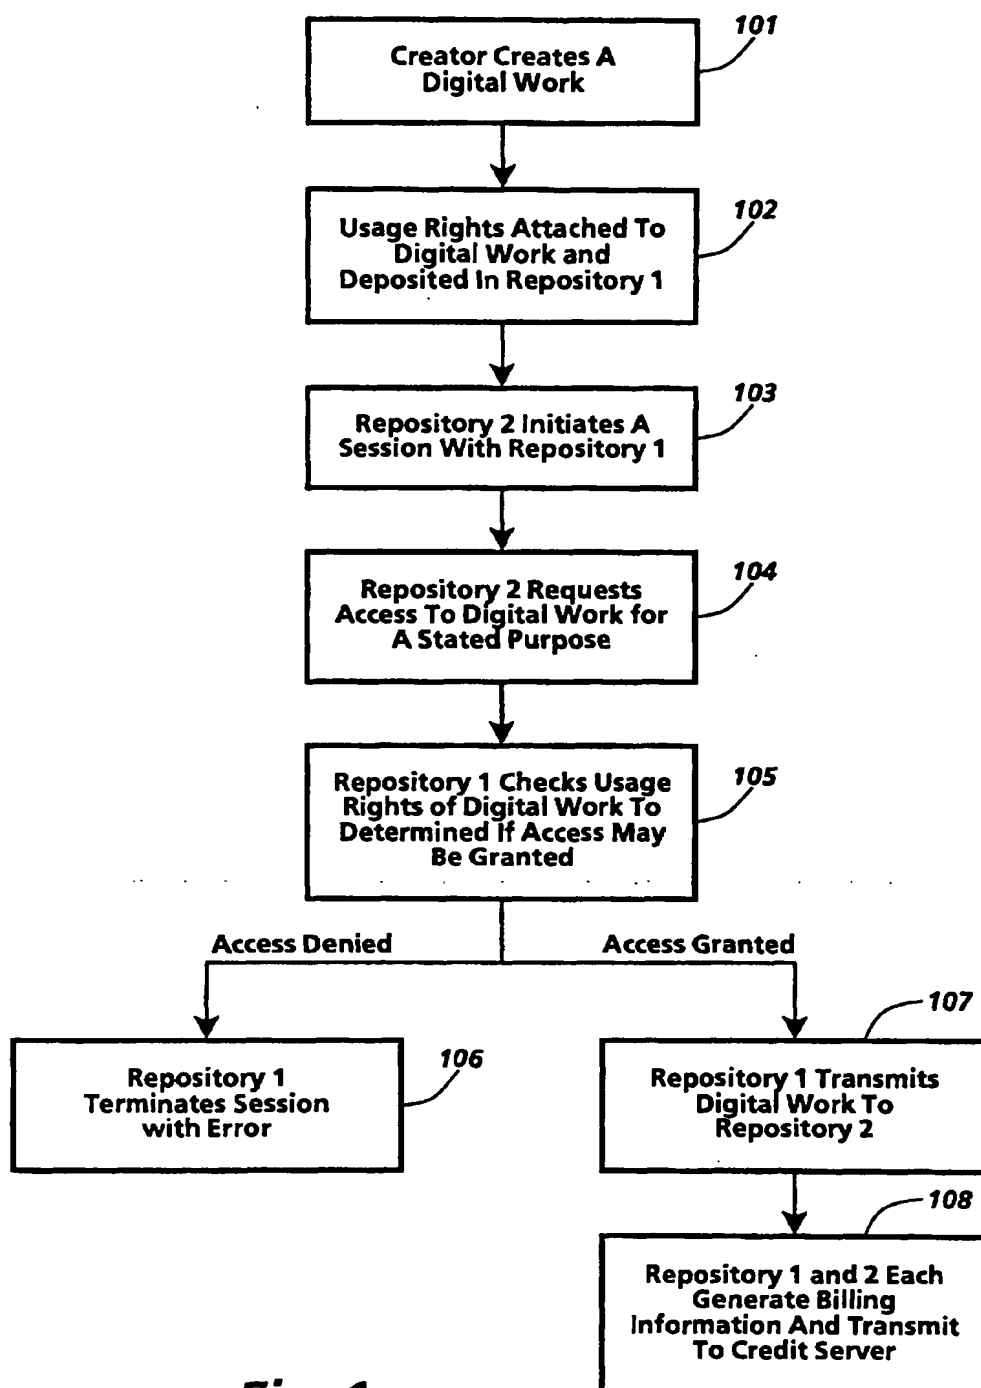 101
Creator Creates A
Digital Work
102
Usage Rights Attached To
Digital Work and
Deposited In Repository 1
103
Repository 2 Initiates A
Session With Repository 1
104
Repository 2 Requests
Access To Digital Work for
A Stated Purpose
105
Repository 1 Checks Usage
Rights of Digital Work To
Determined If Access May
Be Granted
Access Denied
Access Granted
106
Repository 1
Terminates Session
with Error
107
Repository 1 Transmits
Digital Work To
Repository 2
108
Repository 1 and 2 Each
Generate Billing
Information And Transmit
To Credit Server